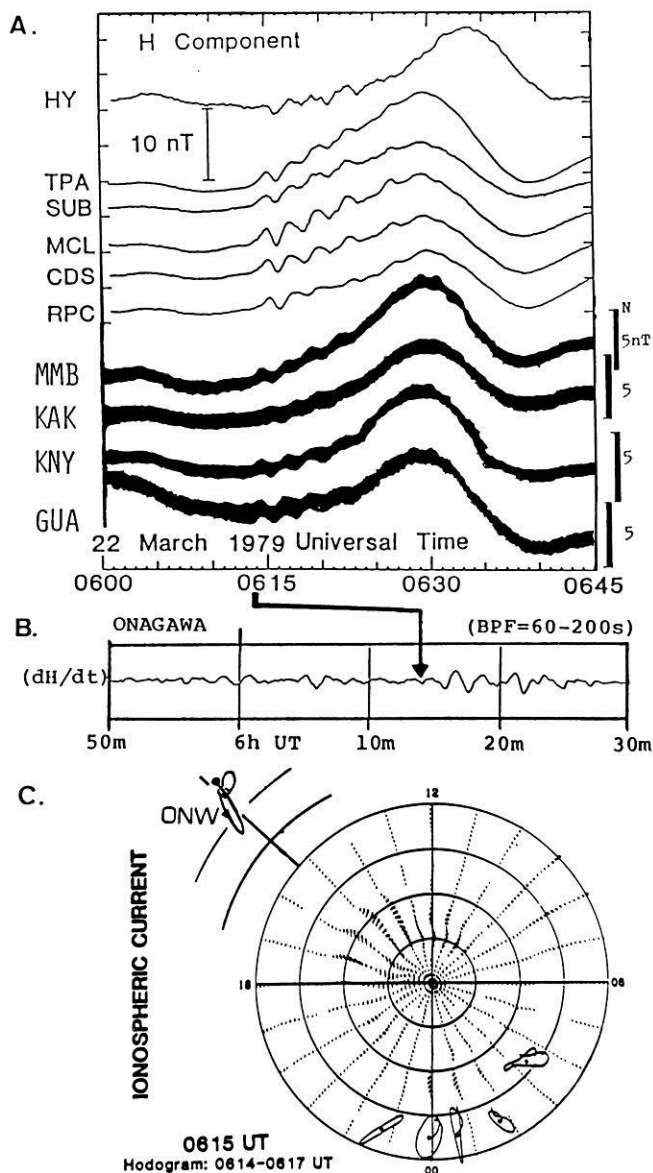 A.
H Component
HY
10 nT
TPA
SUB
MCL
CDS
RPC
MMB
KAK
KNY
GUA
N
5nT
5
5
5
22 March 1979 Universal Time
0600 0615 0630 0645
B.
ONAGAWA (BPF=60-200s)
(dH/dt)
50m 6h UT 10m 20m 30m
C.
ONW
IONOSPHERIC CURRENT
12
18
06
00
0615 UT
Hodogram: 0614-0617 UT